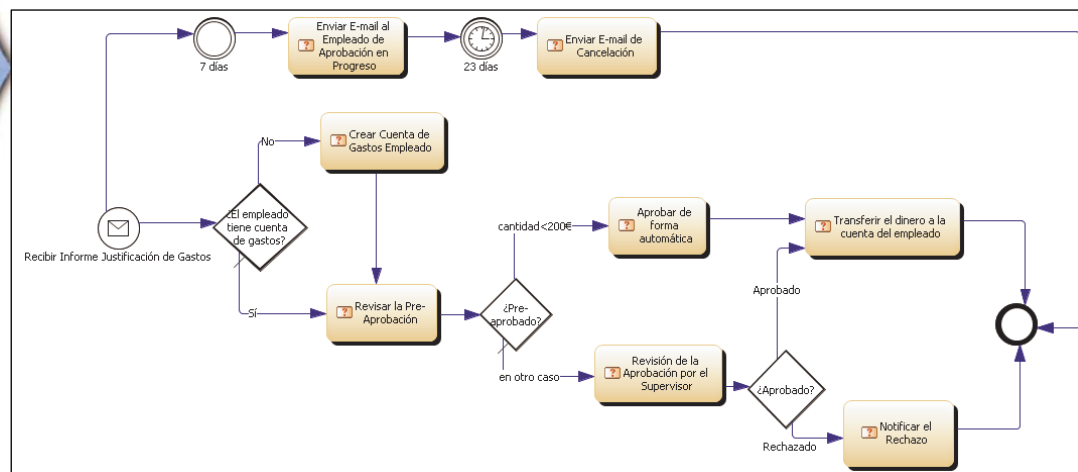 Enviar E-mail al
Empleado de
Aprobación en
Progreso
7 días
23 días
Enviar E-mail de
Cancelación
No
Crear Cuenta de
Gastos Empleado
¿El empleado
tiene cuenta
de gastos?
Recibir Informe Justificación de Gastos
Sí
Revisar la Pre-
Aprobación
¿Pre-
aprobado?
cantidad<200€
Aprobar de
forma
automática
Transferir el dinero a la
cuenta del empleado
Aprobado
en otro caso
Revisión de la
Aprobación por el
Supervisor
¿Aprobado?
Rechazado
Notificar el
Rechazo